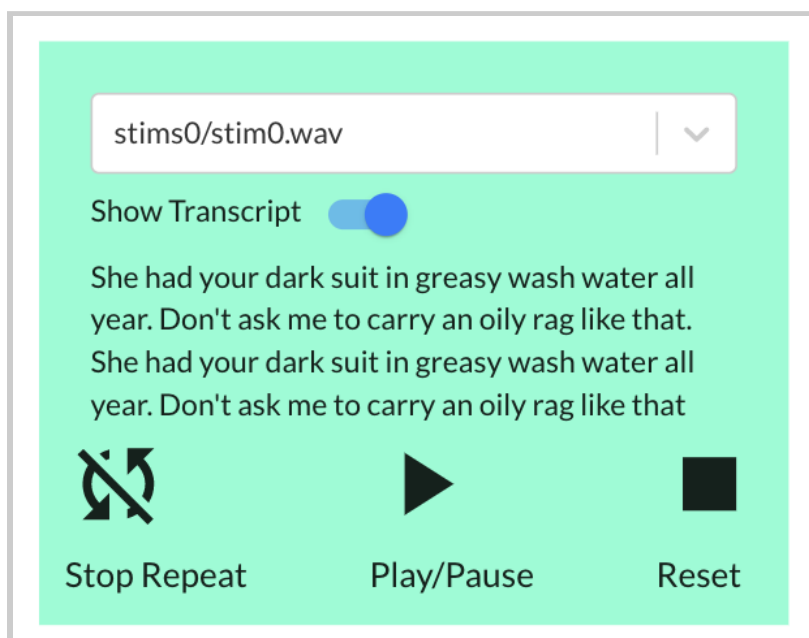 stims0/stim0.wav
Show Transcript
She had your dark suit in greasy wash water all
year. Don't ask me to carry an oily rag like that.
She had your dark suit in greasy wash water all
year. Don't ask me to carry an oily rag like that
Stop Repeat
Play/Pause
Reset